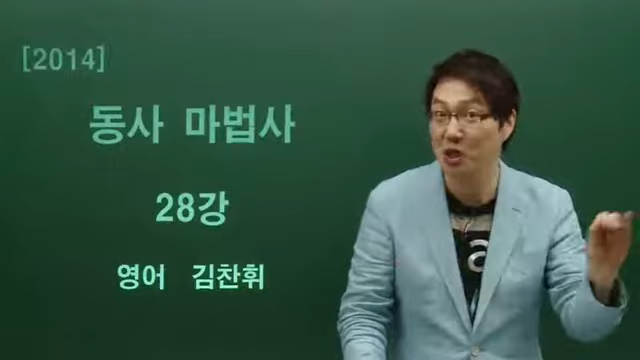 [2014]
동사 마법사
28강
영어 김찬휘
a